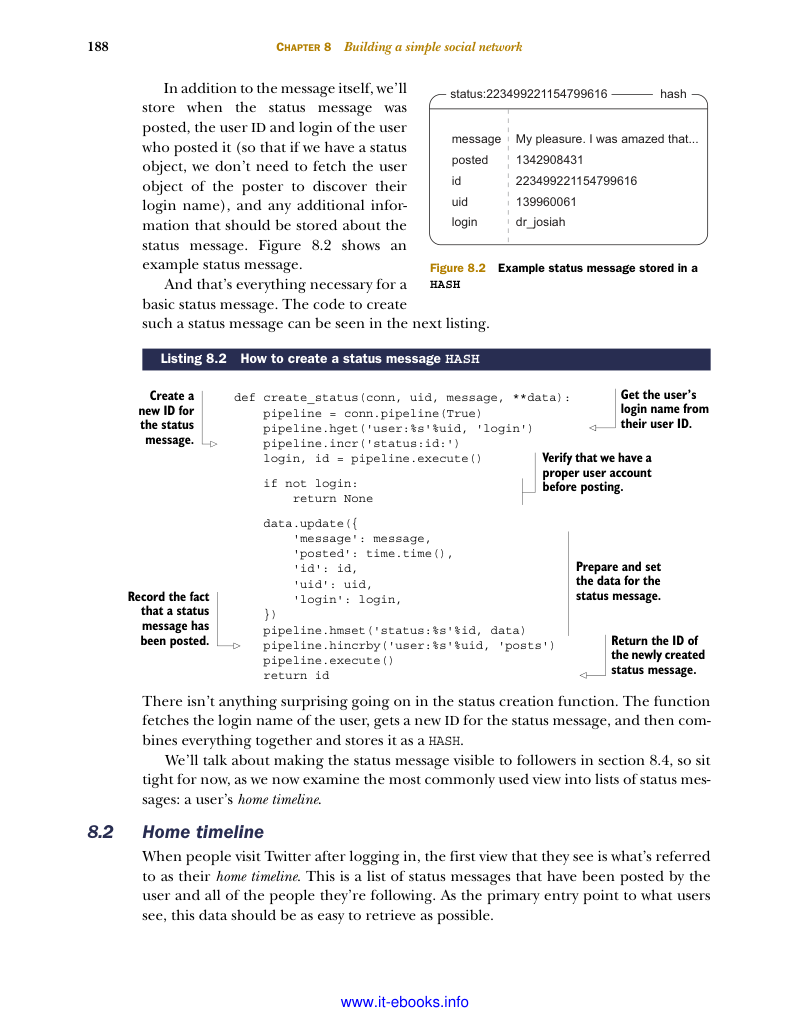 188
CHAPTER 8 Building a simple social network
In addition to the message itself, we'll
store when the status message was
posted, the user ID and login of the user
who posted it (so that if we have a status
object, we don't need to fetch the user
object of the poster to discover their
login name), and any additional infor-
mation that should be stored about the
status message. Figure 8.2 shows an
example status message.
And that's everything necessary for a
basic status message. The code to create
such a status message can be seen in the next listing.
status:223499221154799616 hash
message My pleasure. I was amazed that...
posted 1342908431
id 223499221154799616
uid 139960061
login dr_josiah
Figure 8.2 Example status message stored in a
HASH
Listing 8.2 How to create a status message HASH
Create a
new ID for
the status
message.
def create_status(conn, uid, message, **data):
    pipeline = conn.pipeline(True)
    pipeline.hget('user:%s'%uid, 'login')
    pipeline.incr('status:id:')
    login, id = pipeline.execute()
Get the user's
login name from
their user ID.
    if not login:
        return None
Verify that we have a
proper user account
before posting.
    data.update({
        'message': message,
        'posted': time.time(),
        'id': id,
        'uid': uid,
        'login': login,
    })
Prepare and set
the data for the
status message.
Record the fact
that a status
message has
been posted.
    pipeline.hmset('status:%s'%id, data)
    pipeline.hincrby('user:%s'%uid, 'posts')
    pipeline.execute()
    return id
Return the ID of
the newly created
status message.
There isn't anything surprising going on in the status creation function. The function
fetches the login name of the user, gets a new ID for the status message, and then com-
bines everything together and stores it as a HASH.
We'll talk about making the status message visible to followers in section 8.4, so sit
tight for now, as we now examine the most commonly used view into lists of status mes-
sages: a user's home timeline.
8.2 Home timeline
When people visit Twitter after logging in, the first view that they see is what's referred
to as their home timeline. This is a list of status messages that have been posted by the
user and all of the people they're following. As the primary entry point to what users
see, this data should be as easy to retrieve as possible.
www.it-ebooks.info